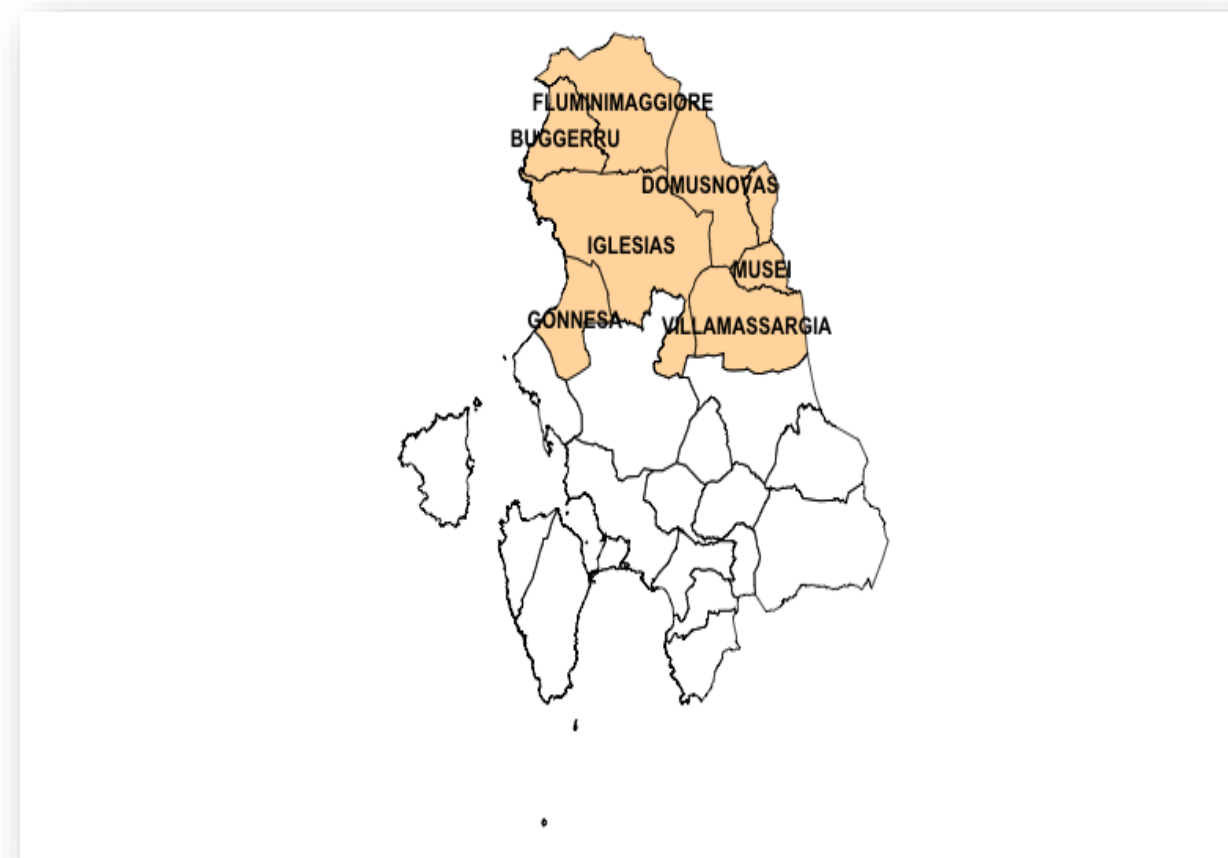 FLUMINIMAGGIORE
BUGGERRU
DOMUSNOVAS
IGLESIAS
MUSEI
GONNESA
VILLAMASSARGIA